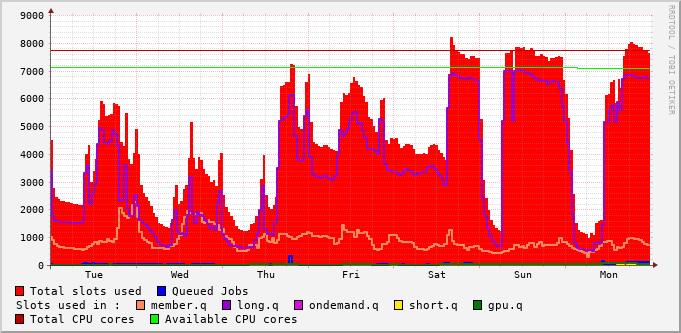 9000
8000
7000
6000
5000
4000
3000
2000
1000
0
Tue Wed Thu Fri Sat Sun Mon
RRDTOOL / TOBI OETIKER
Total slots used Queued Jobs
Slots used in : member.q long.q ondemand.q short.q gpu.q
Total CPU cores Available CPU cores